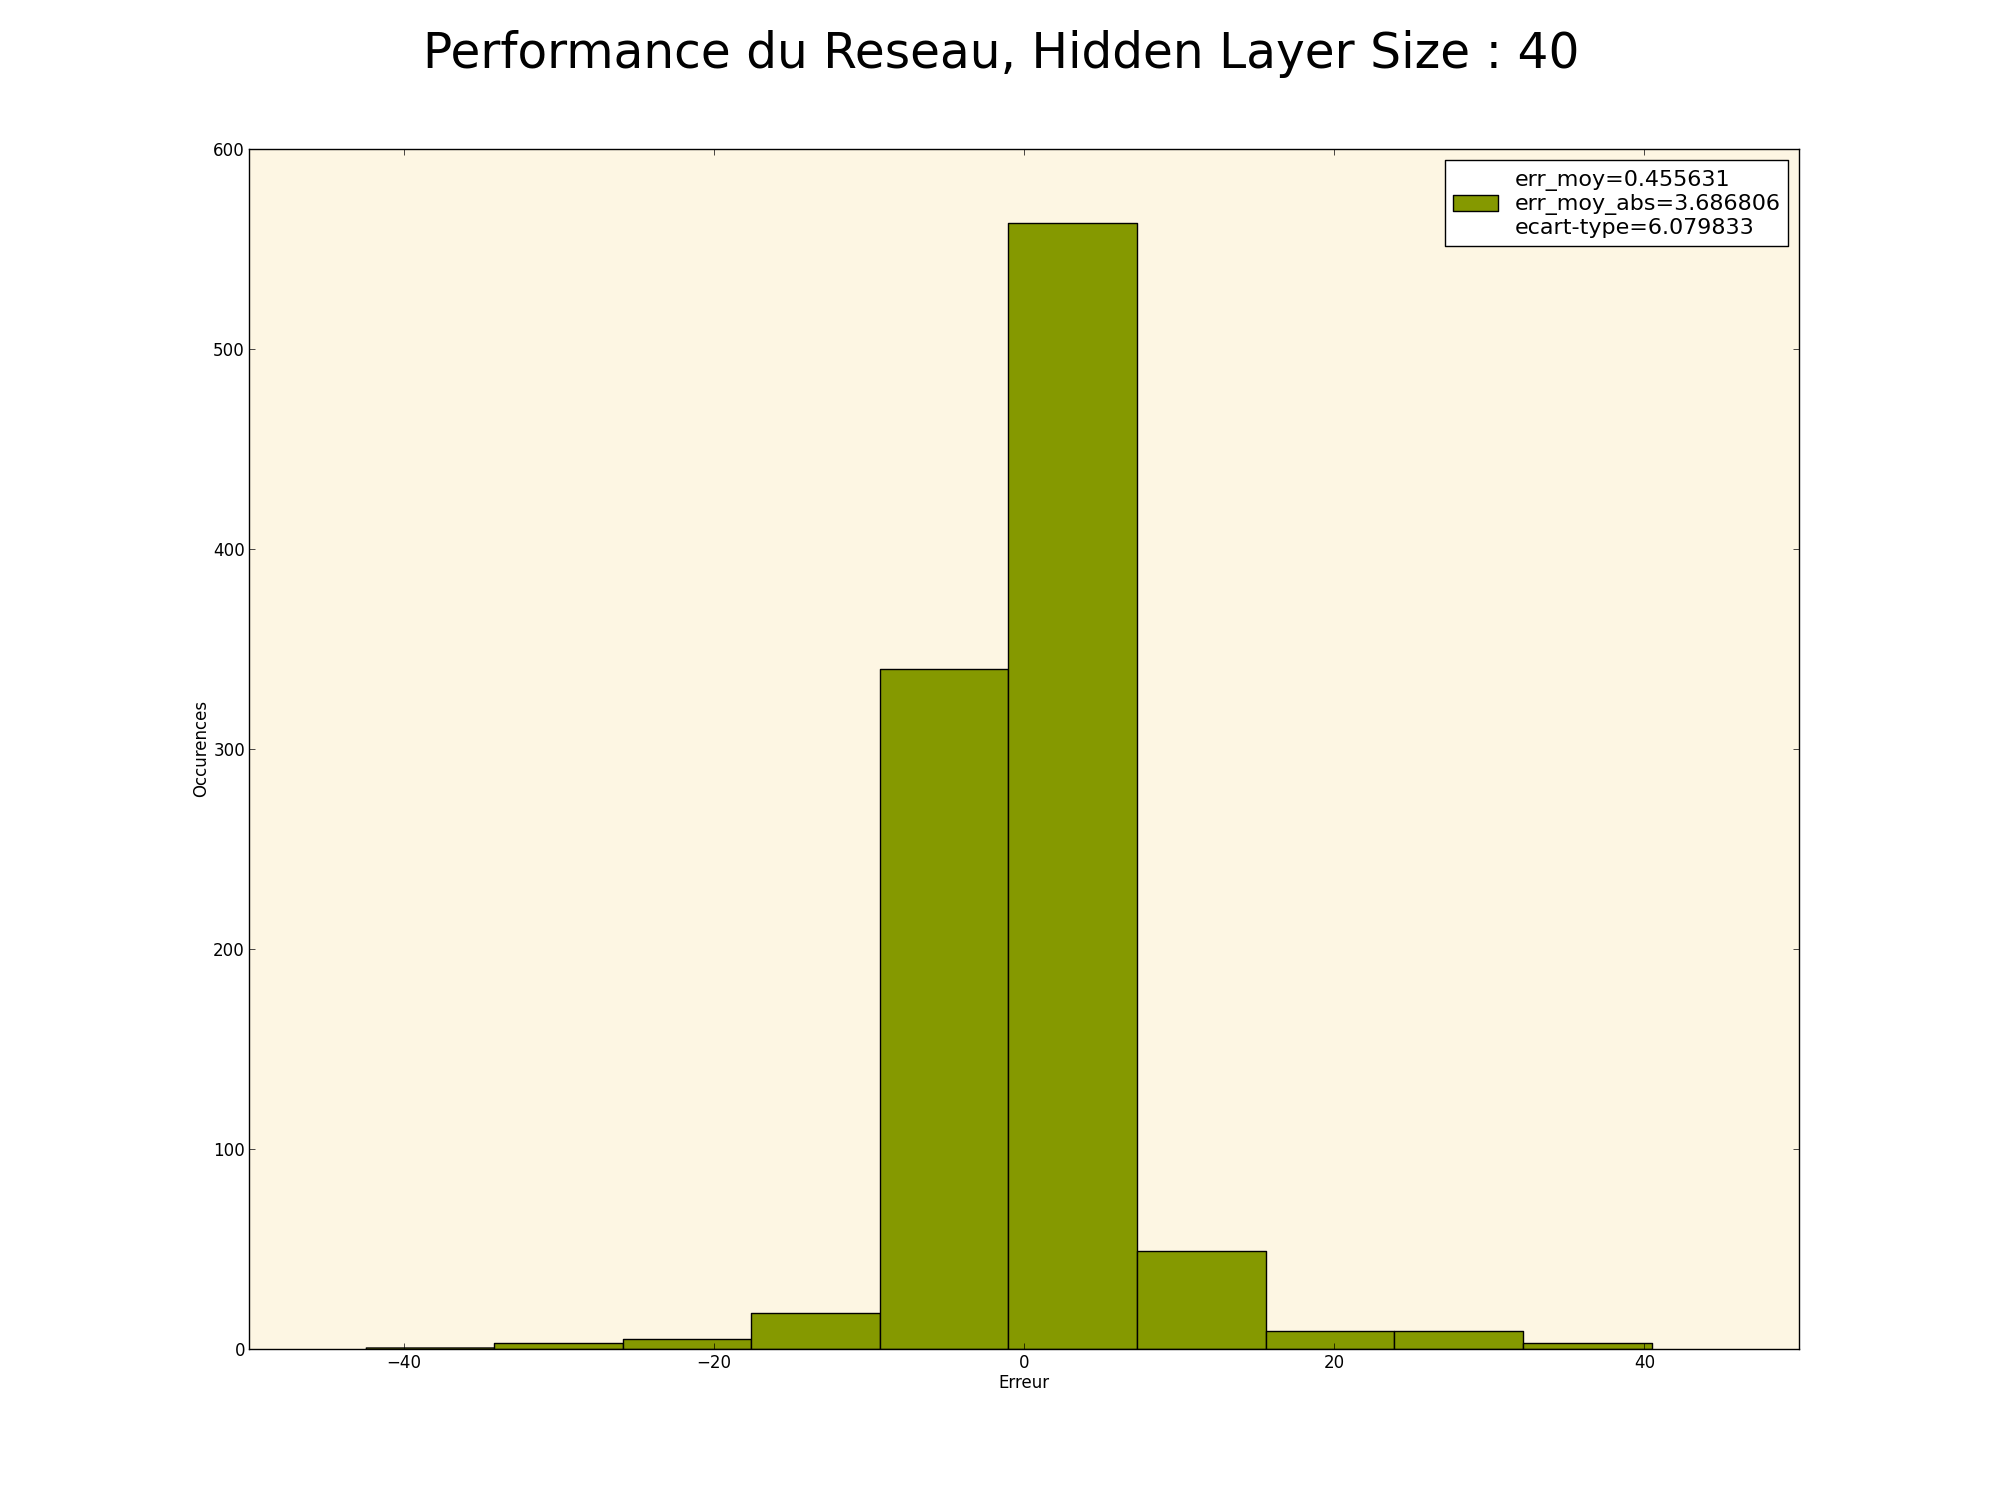 Performance du Reseau, Hidden Layer Size : 40
600
500
400
300
200
100
0
Occurences
err_moy=0.455631
err_moy_abs=3.686806
ecart-type=6.079833
−40 −20 0 20 40
Erreur